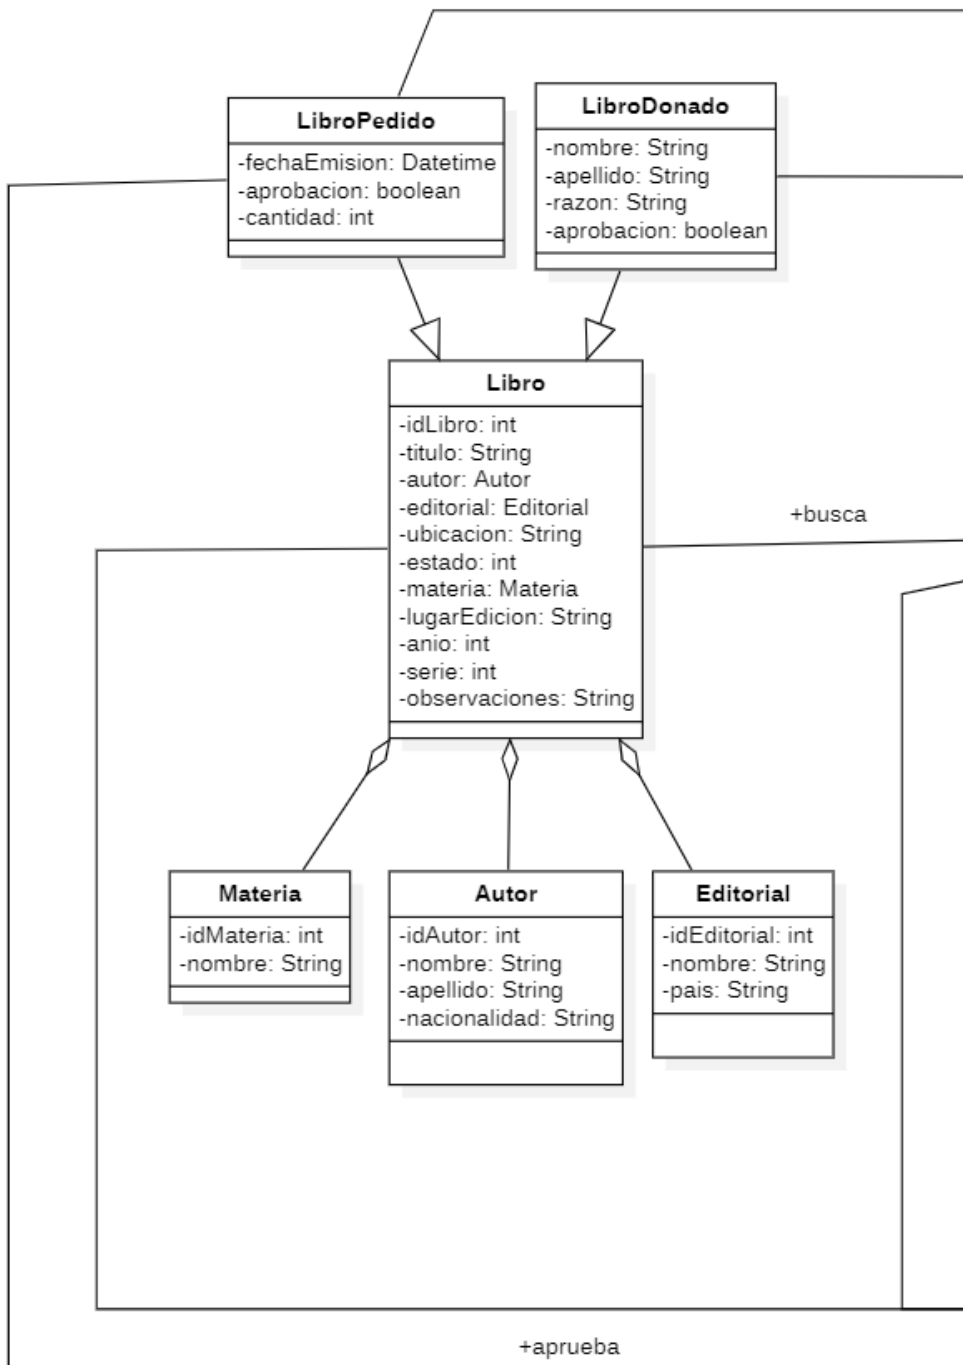 LibroPedido
-fechaEmision: Datetime
-aprobacion: boolean
-cantidad: int
LibroDonado
-nombre: String
-apellido: String
-razon: String
-aprobacion: boolean
Libro
-idLibro: int
-titulo: String
-autor: Autor
-editorial: Editorial
-ubicacion: String
-estado: int
-materia: Materia
-lugarEdicion: String
-anio: int
-serie: int
-observaciones: String
+busca
Materia
-idMateria: int
-nombre: String
Autor
-idAutor: int
-nombre: String
-apellido: String
-nacionalidad: String
Editorial
-idEditorial: int
-nombre: String
-pais: String
+aprueba